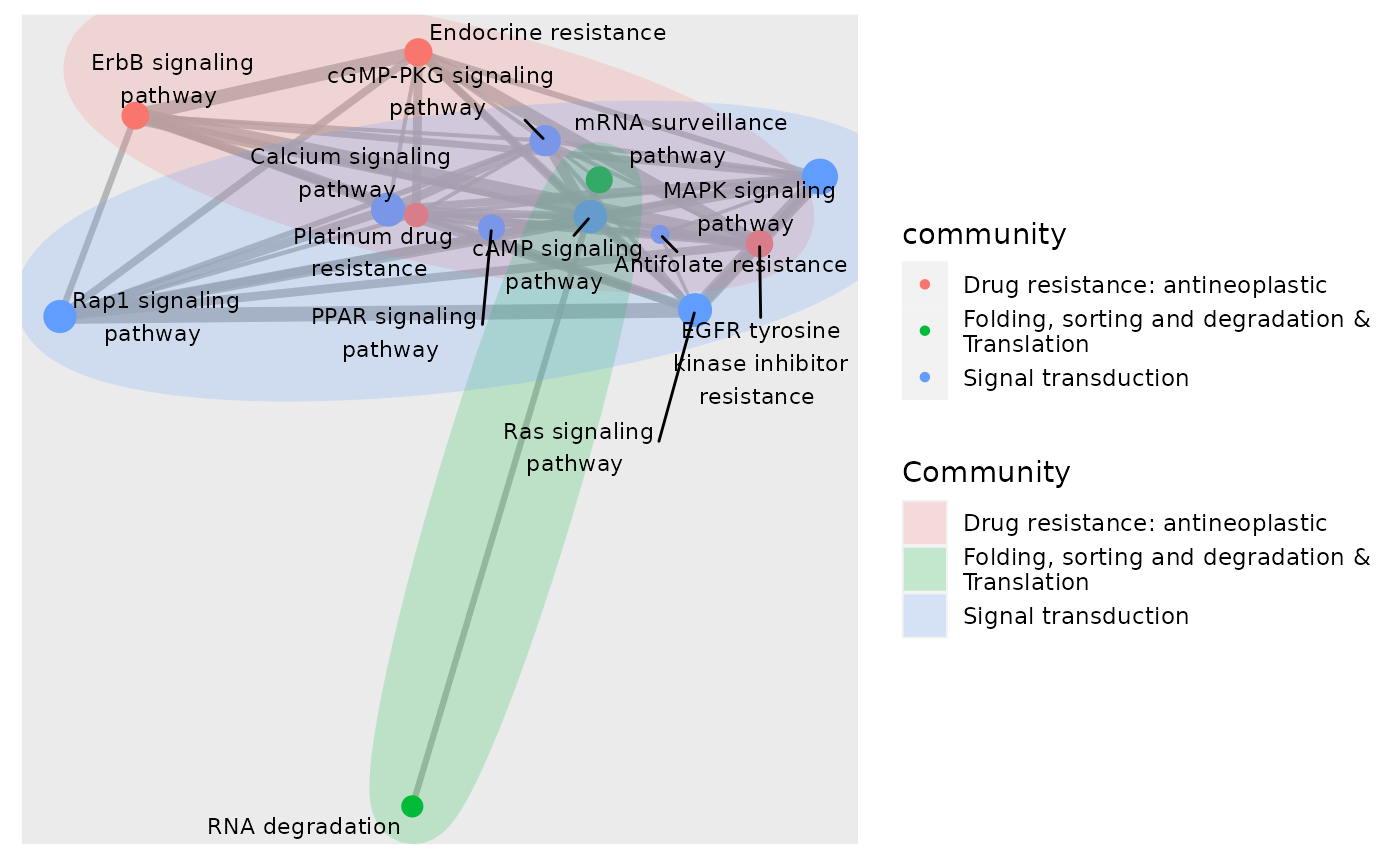 Endocrine resistance
ErbB signaling
pathway
cGMP-PKG signaling
pathway
mRNA surveillance
pathway
Calcium signaling
pathway
MAPK signaling
pathway
Platinum drug
resistance
cAMP signaling
pathway
Antifolate resistance
Rap1 signaling
pathway
PPAR signaling
pathway
EGFR tyrosine
kinase inhibitor
resistance
Ras signaling
pathway
RNA degradation
community
Drug resistance: antineoplastic
Folding, sorting and degradation &
Translation
Signal transduction
Community
Drug resistance: antineoplastic
Folding, sorting and degradation &
Translation
Signal transduction